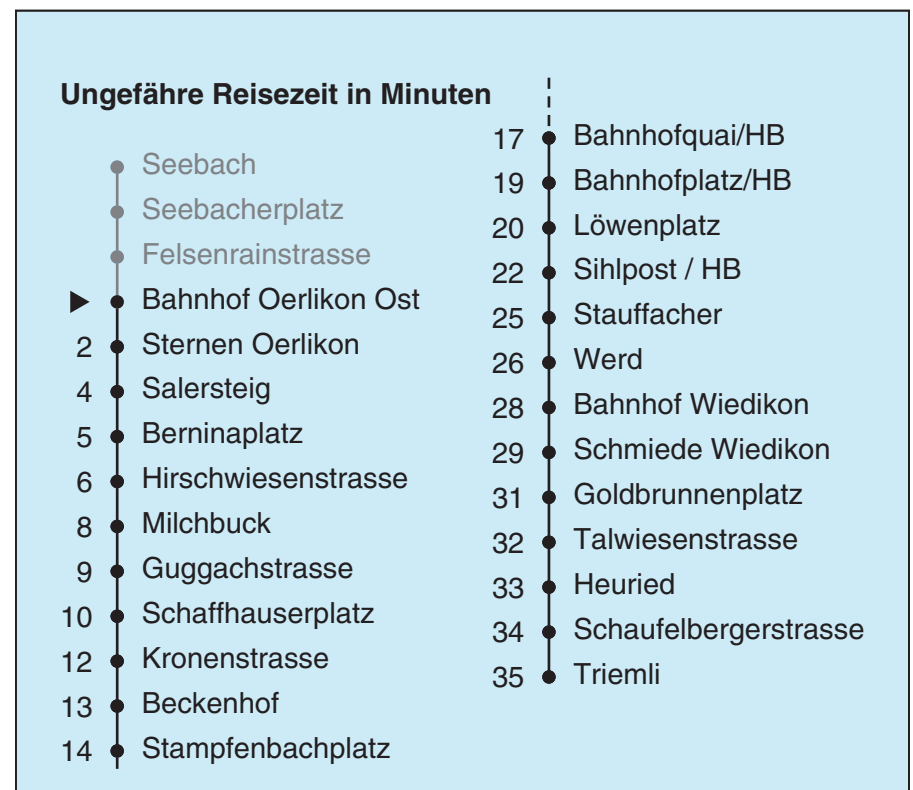 Ungefähre Reisezeit in Minuten
Seebach
Seebacherplatz
Felsenrainstrasse
Bahnhof Oerlikon Ost
2 Sternen Oerlikon
4 Salersteig
5 Berninaplatz
6 Hirschwiesenstrasse
8 Milchbuck
9 Guggachstrasse
10 Schaffhauserplatz
12 Kronenstrasse
13 Beckenhof
14 Stampfenbachplatz
17 Bahnhofquai/HB
19 Bahnhofplatz/HB
20 Löwenplatz
22 Sihlpost / HB
25 Stauffacher
26 Werd
28 Bahnhof Wiedikon
29 Schmiede Wiedikon
31 Goldbrunnenplatz
32 Talwiesenstrasse
33 Heuried
34 Schaufelbergerstrasse
35 Triemli